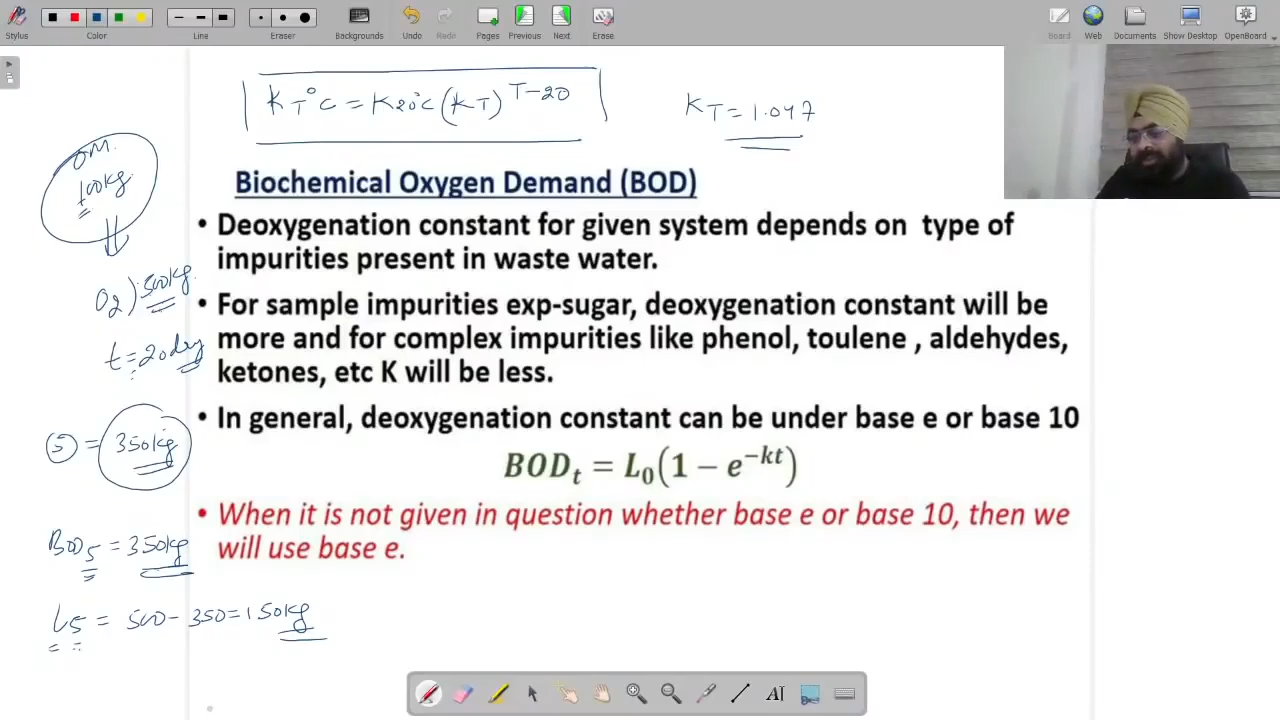 Stylus
Color
Line
Eraser
Backgrounds
Undo
Redo
Pages
Previous
Next
Erase
Board
Web
Documents
Show Desktop
OpenBoard
KT°C = K20°C (KT)^T-20
KT = 1.047
O.M.
100kg
O2) 500kg.
t = 20day
5 = 350kg
BOD5 = 350kg
L5 = 500 - 350 = 150kg
Biochemical Oxygen Demand (BOD)
• Deoxygenation constant for given system depends on type of
impurities present in waste water.
• For sample impurities exp-sugar, deoxygenation constant will be
more and for complex impurities like phenol, toulene , aldehydes,
ketones, etc K will be less.
• In general, deoxygenation constant can be under base e or base 10
BODₜ = L₀(1 − e^−kt)
• When it is not given in question whether base e or base 10, then we
will use base e.